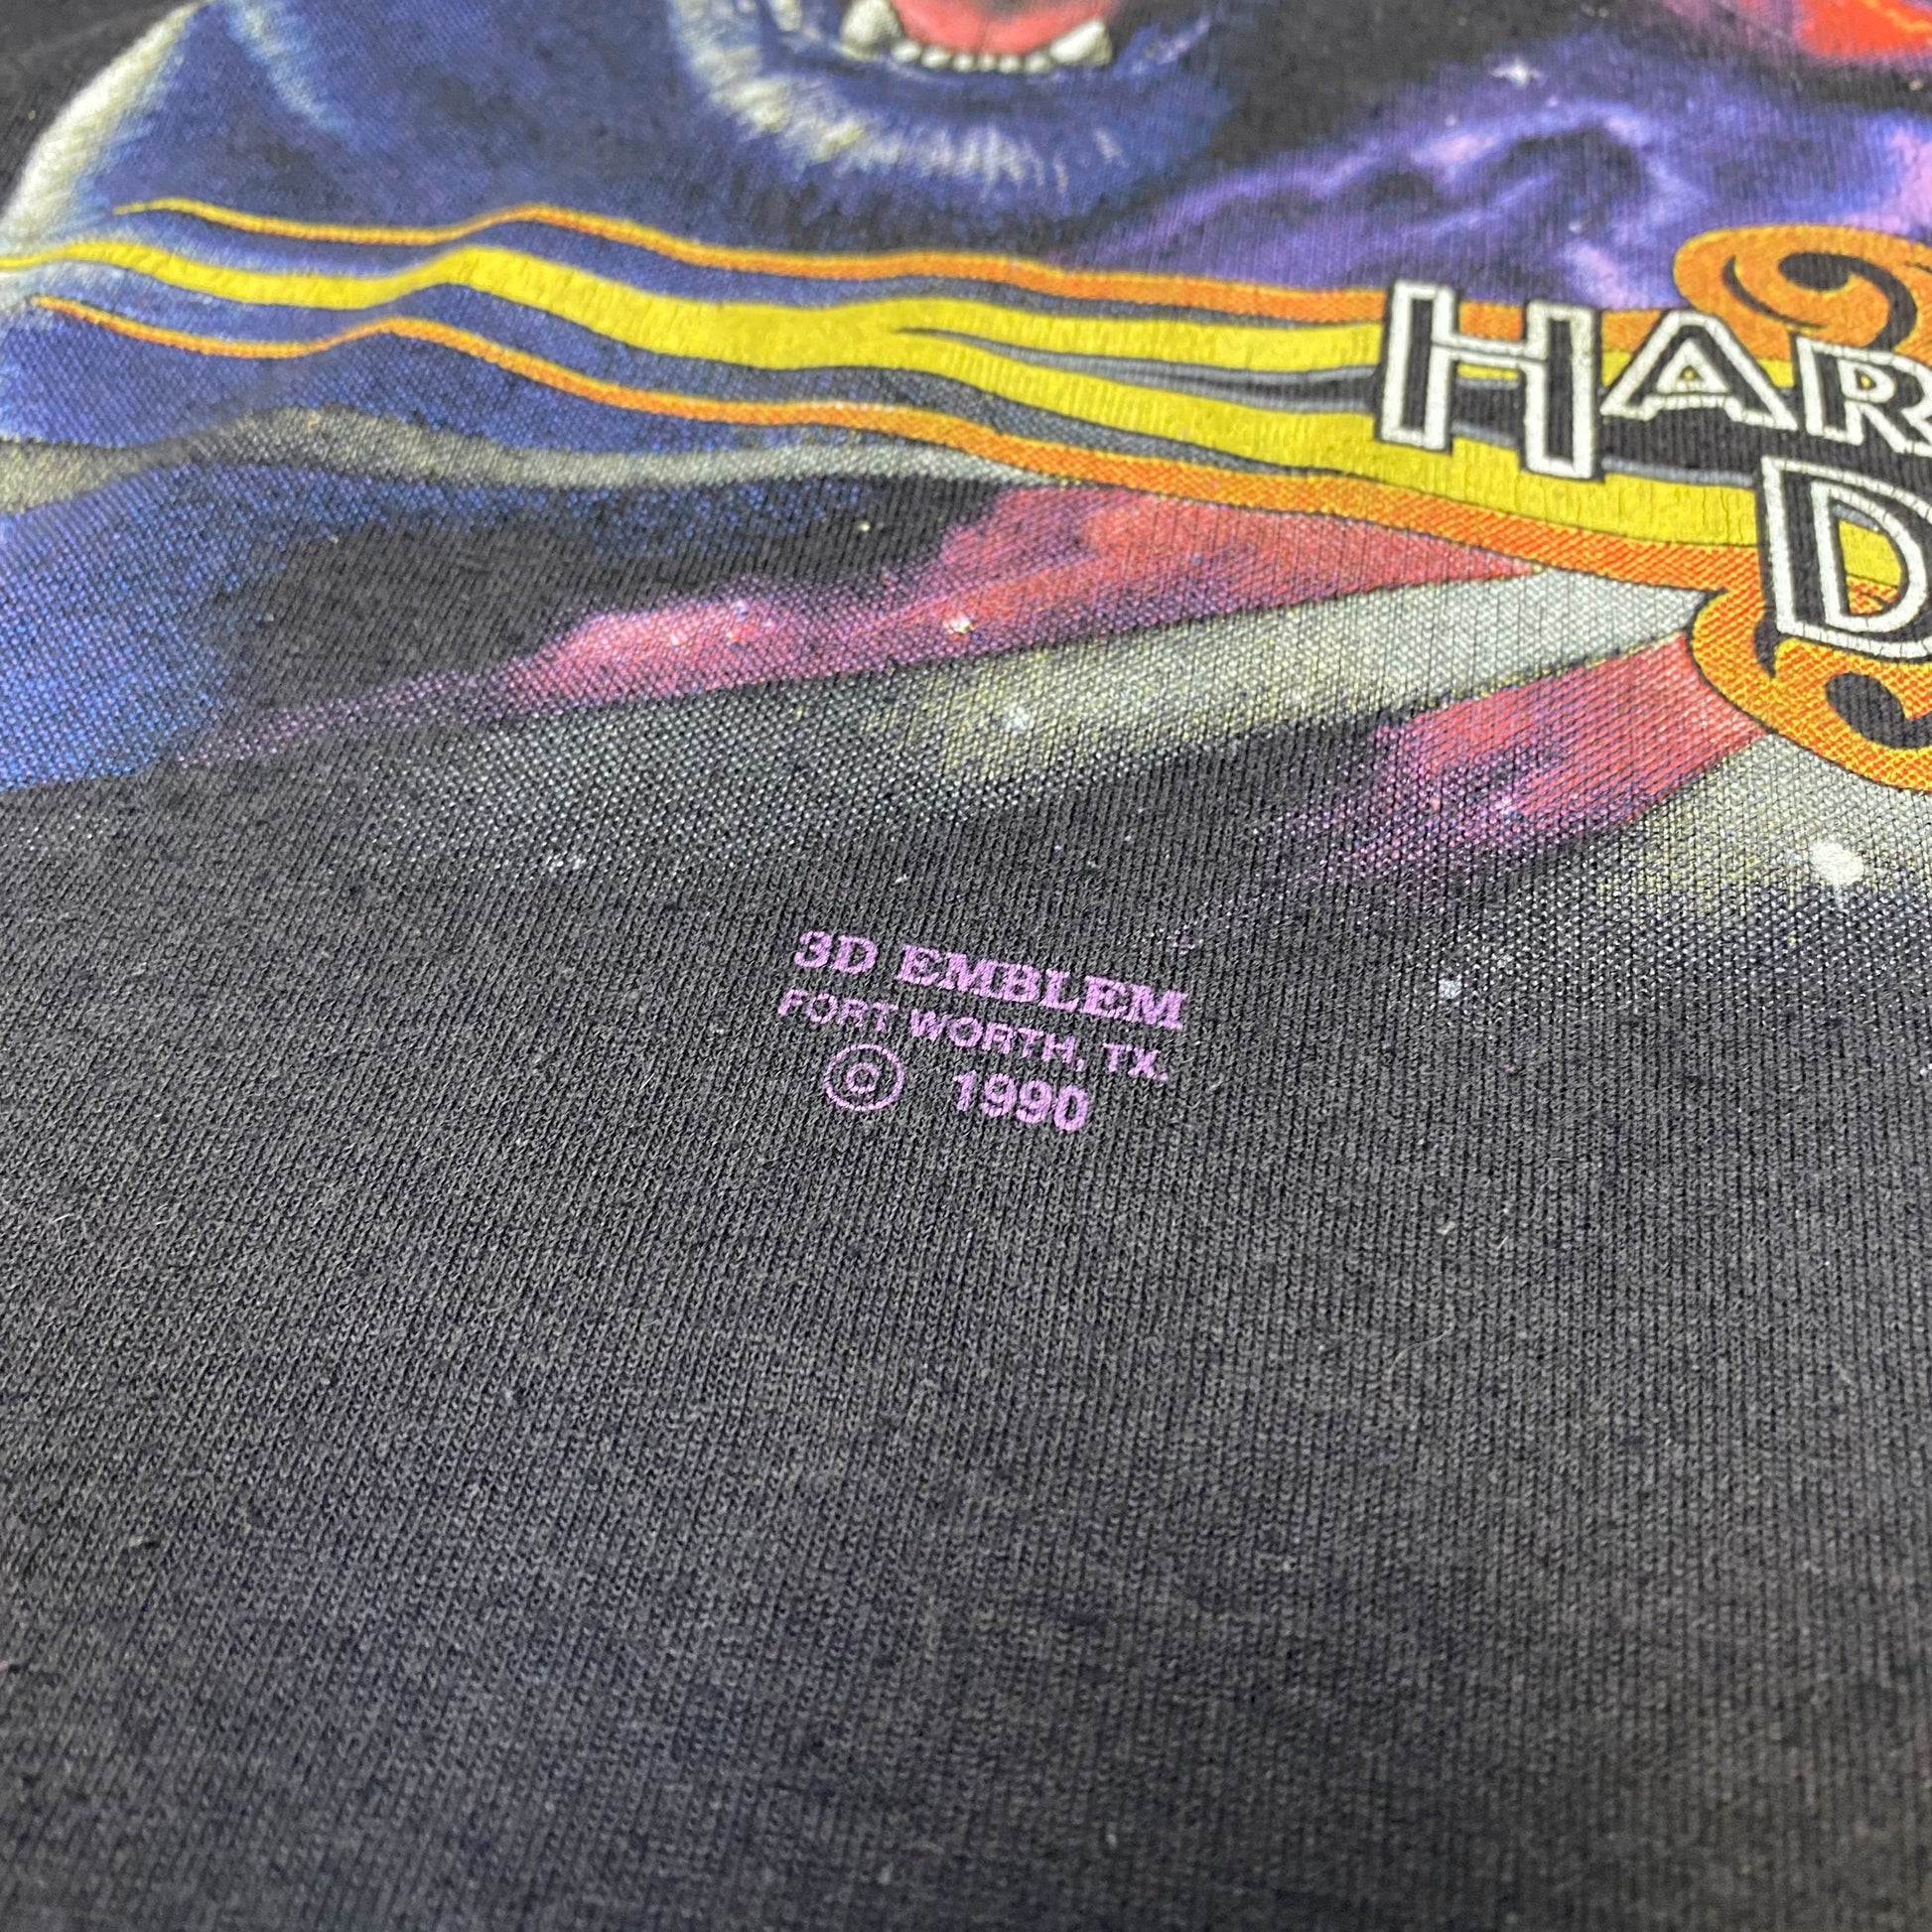 HAR
D
3D EMBLEM
FORT WORTH, TX.
© 1990